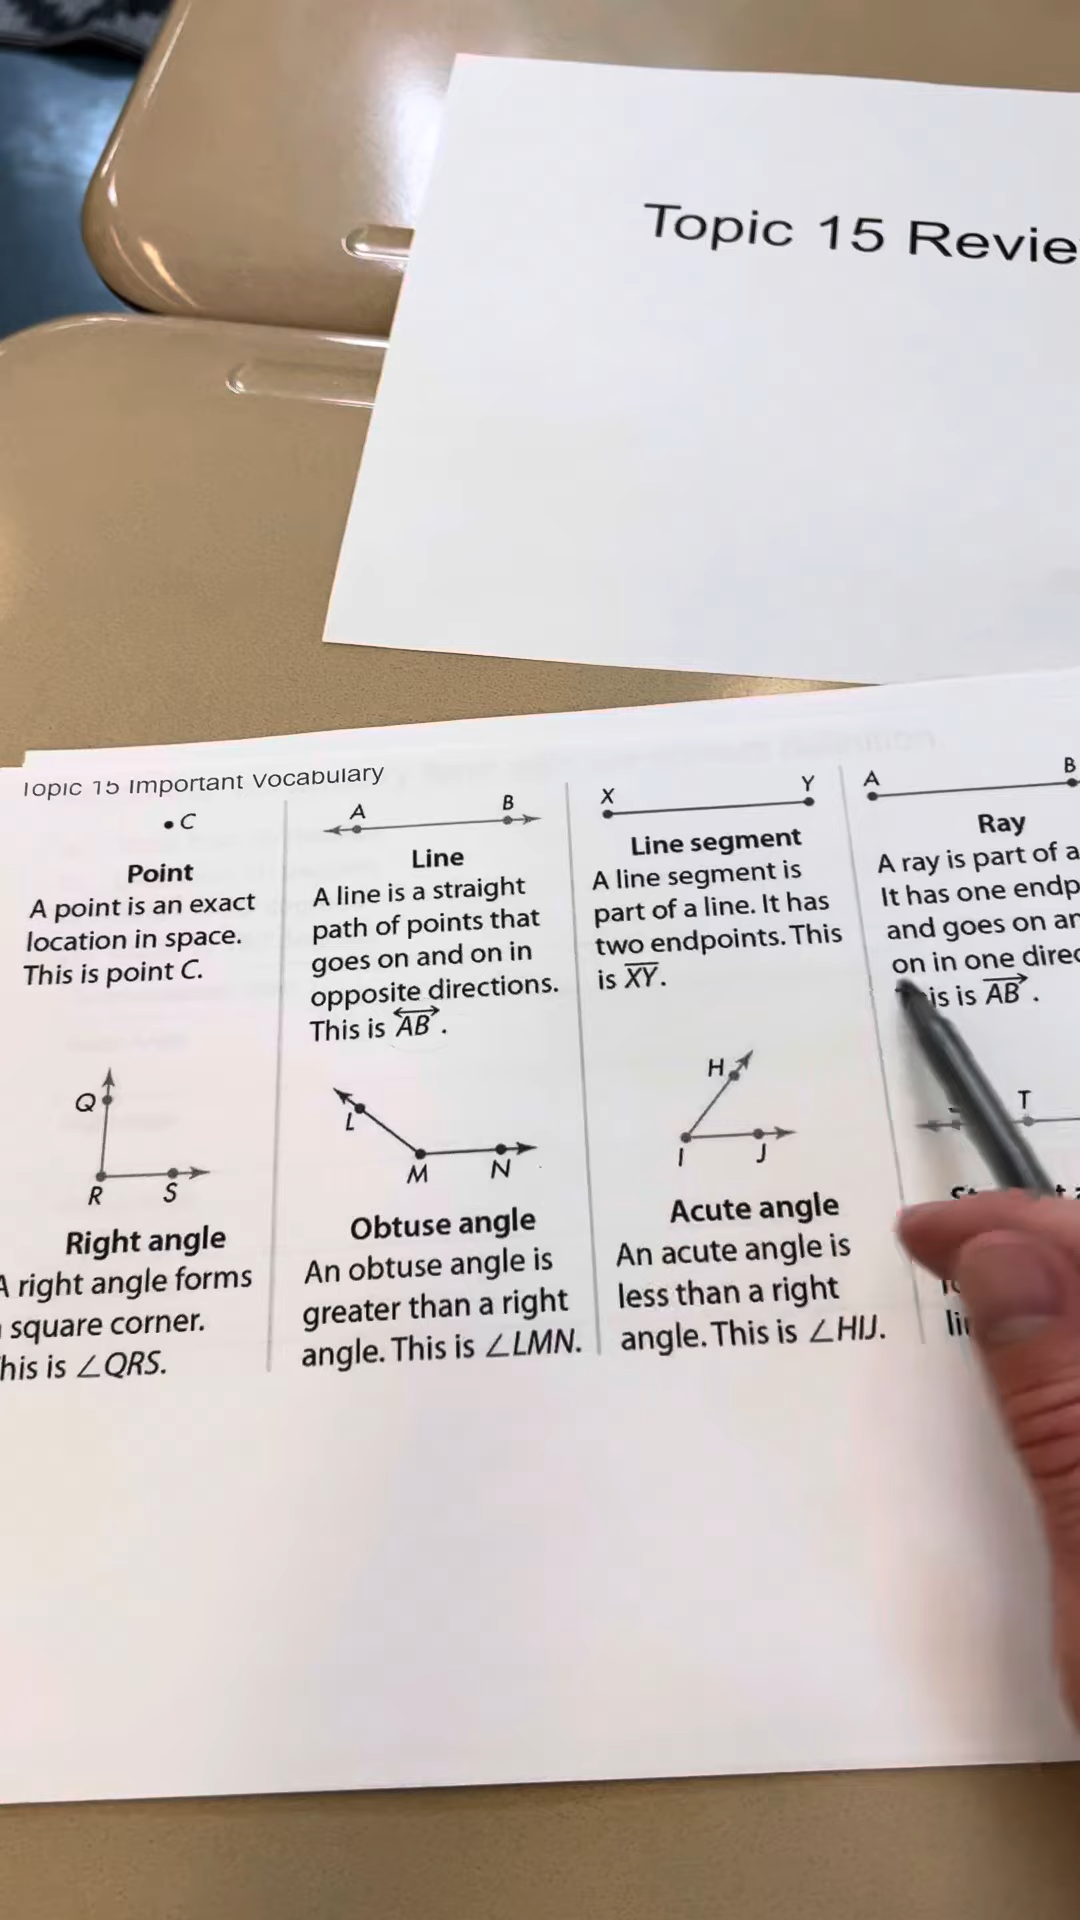 Topic 15 Revie
Topic 15 Important Vocabulary
C
Point
A point is an exact
location in space.
This is point C.
A B
Line
A line is a straight
path of points that
goes on and on in
opposite directions.
This is AB.
X Y
Line segment
A line segment is
part of a line. It has
two endpoints. This
is XY.
A B
Ray
A ray is part of a
It has one endp
and goes on an
on in one direc
is is AB.
Q
R S
Right angle
A right angle forms
square corner.
his is ∠QRS.
L
M N
Obtuse angle
An obtuse angle is
greater than a right
angle. This is ∠LMN.
H
I J
Acute angle
An acute angle is
less than a right
angle. This is ∠HIJ.
T